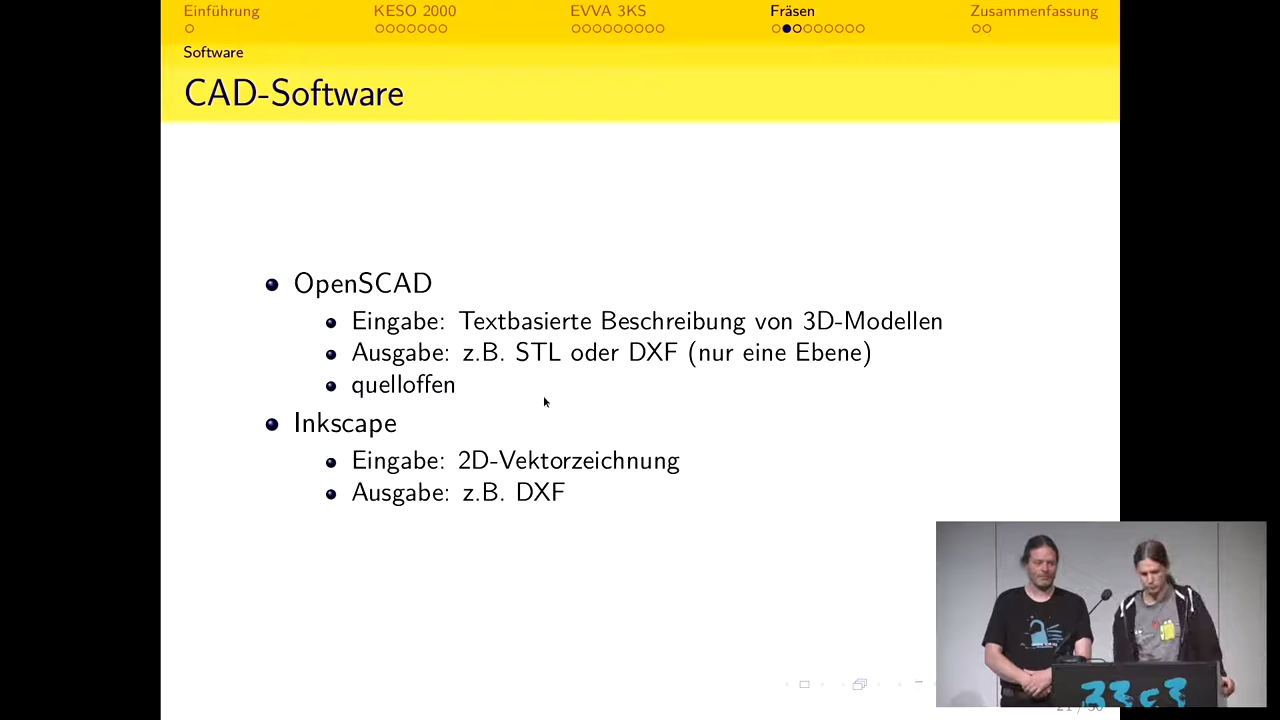 Einführung
KESO 2000
EVVA 3KS
Fräsen
Zusammenfassung
Software
CAD-Software
OpenSCAD
Eingabe: Textbasierte Beschreibung von 3D-Modellen
Ausgabe: z.B. STL oder DXF (nur eine Ebene)
quelloffen
Inkscape
Eingabe: 2D-Vektorzeichnung
Ausgabe: z.B. DXF
33c3